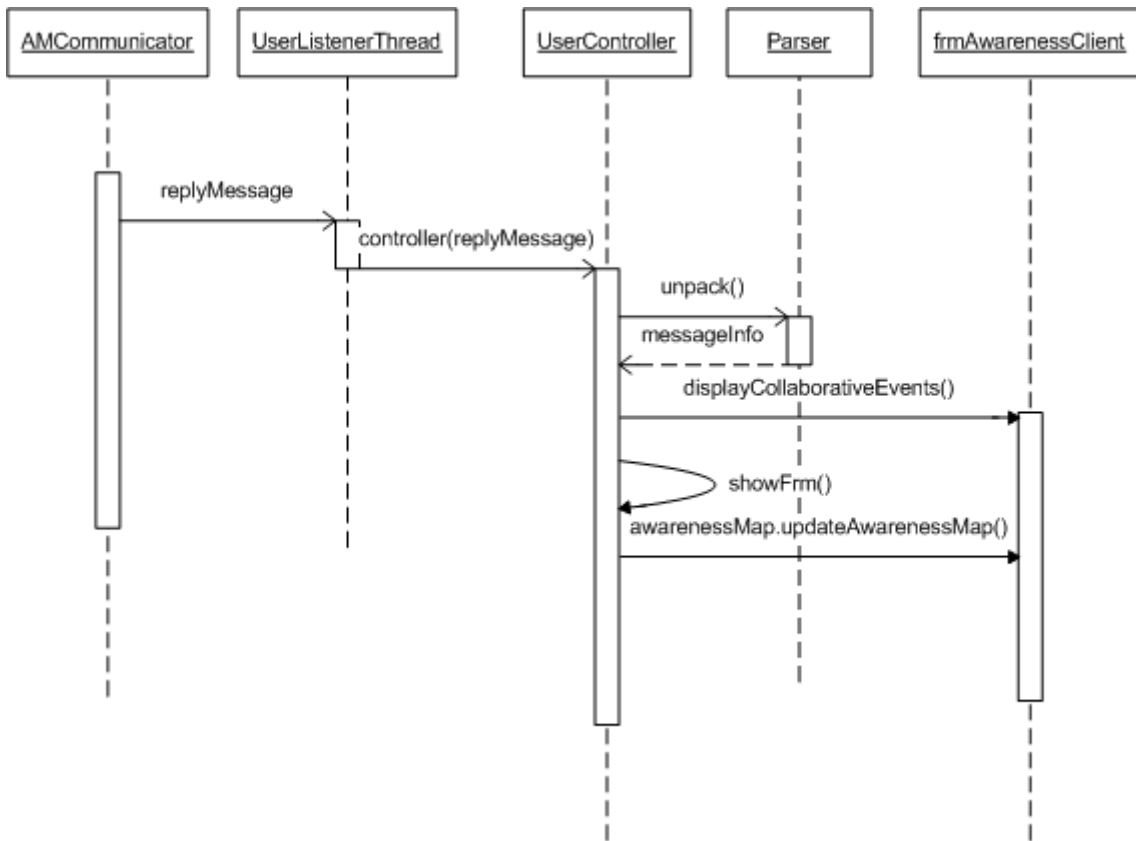 AMCommunicator
UserListenerThread
UserController
Parser
frmAwarenessClient
replyMessage
controller(replyMessage)
unpack()
messageInfo
displayCollaborativeEvents()
showFrm()
awarenessMap.updateAwarenessMap()